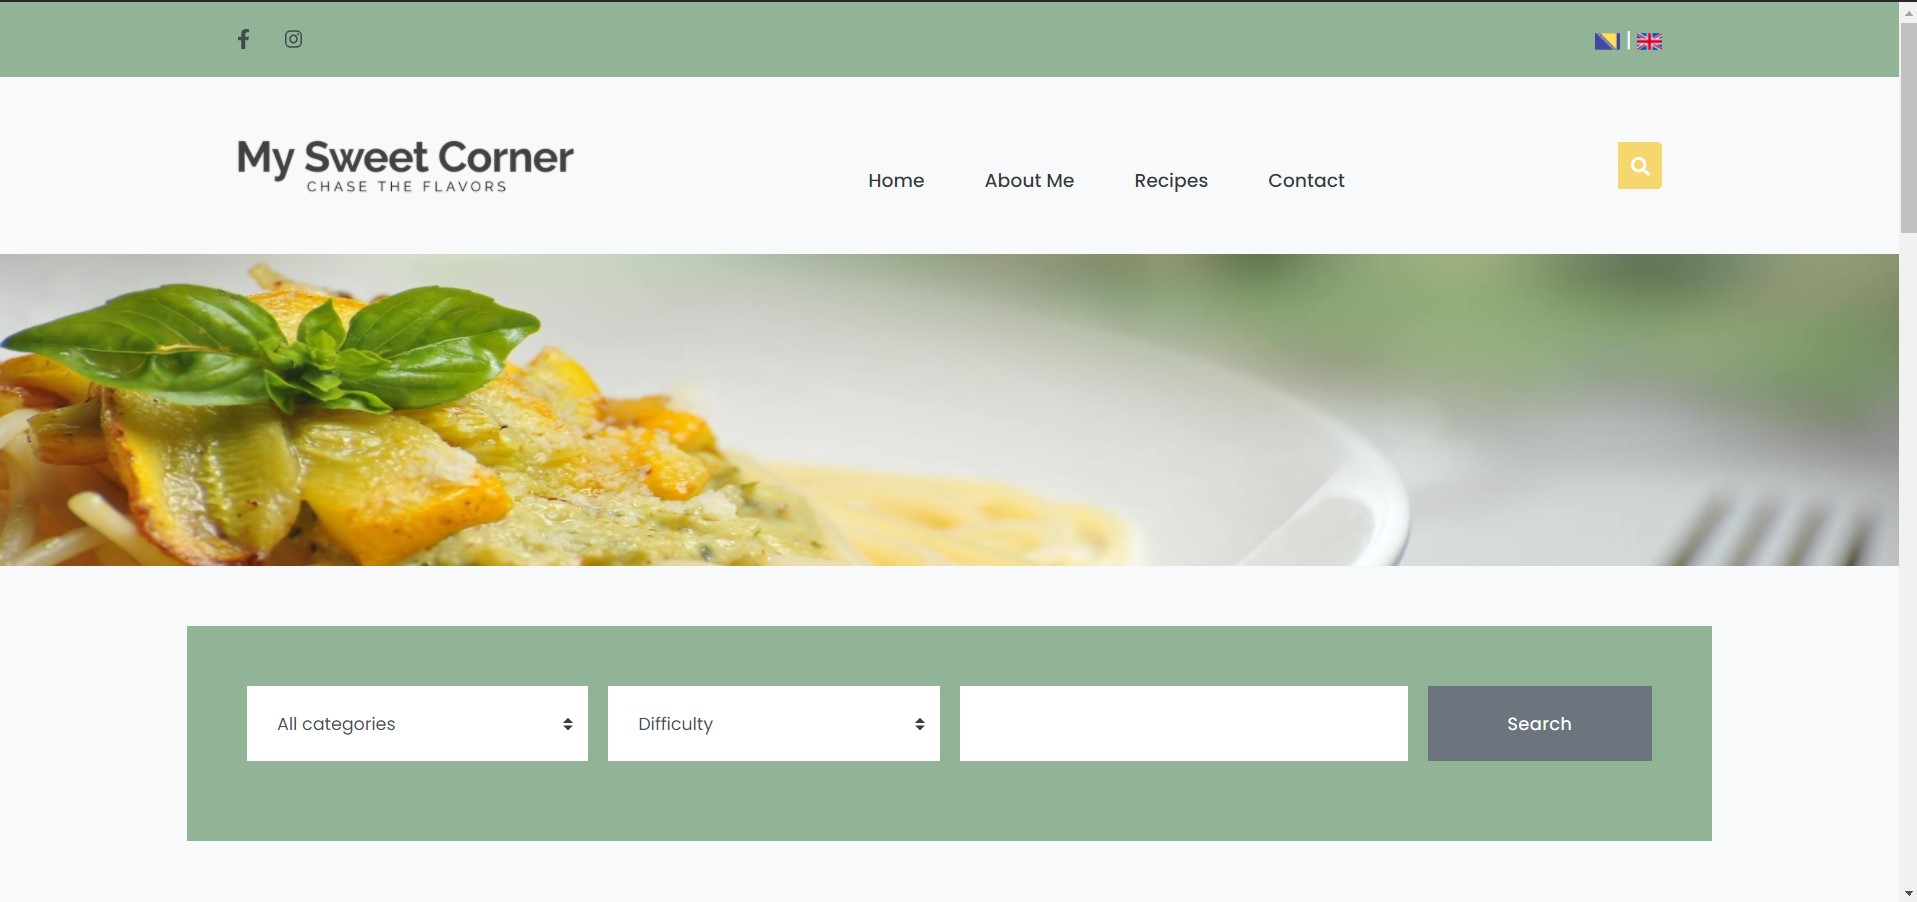 My Sweet Corner
CHASE THE FLAVORS
Home
About Me
Recipes
Contact
All categories
Difficulty
Search